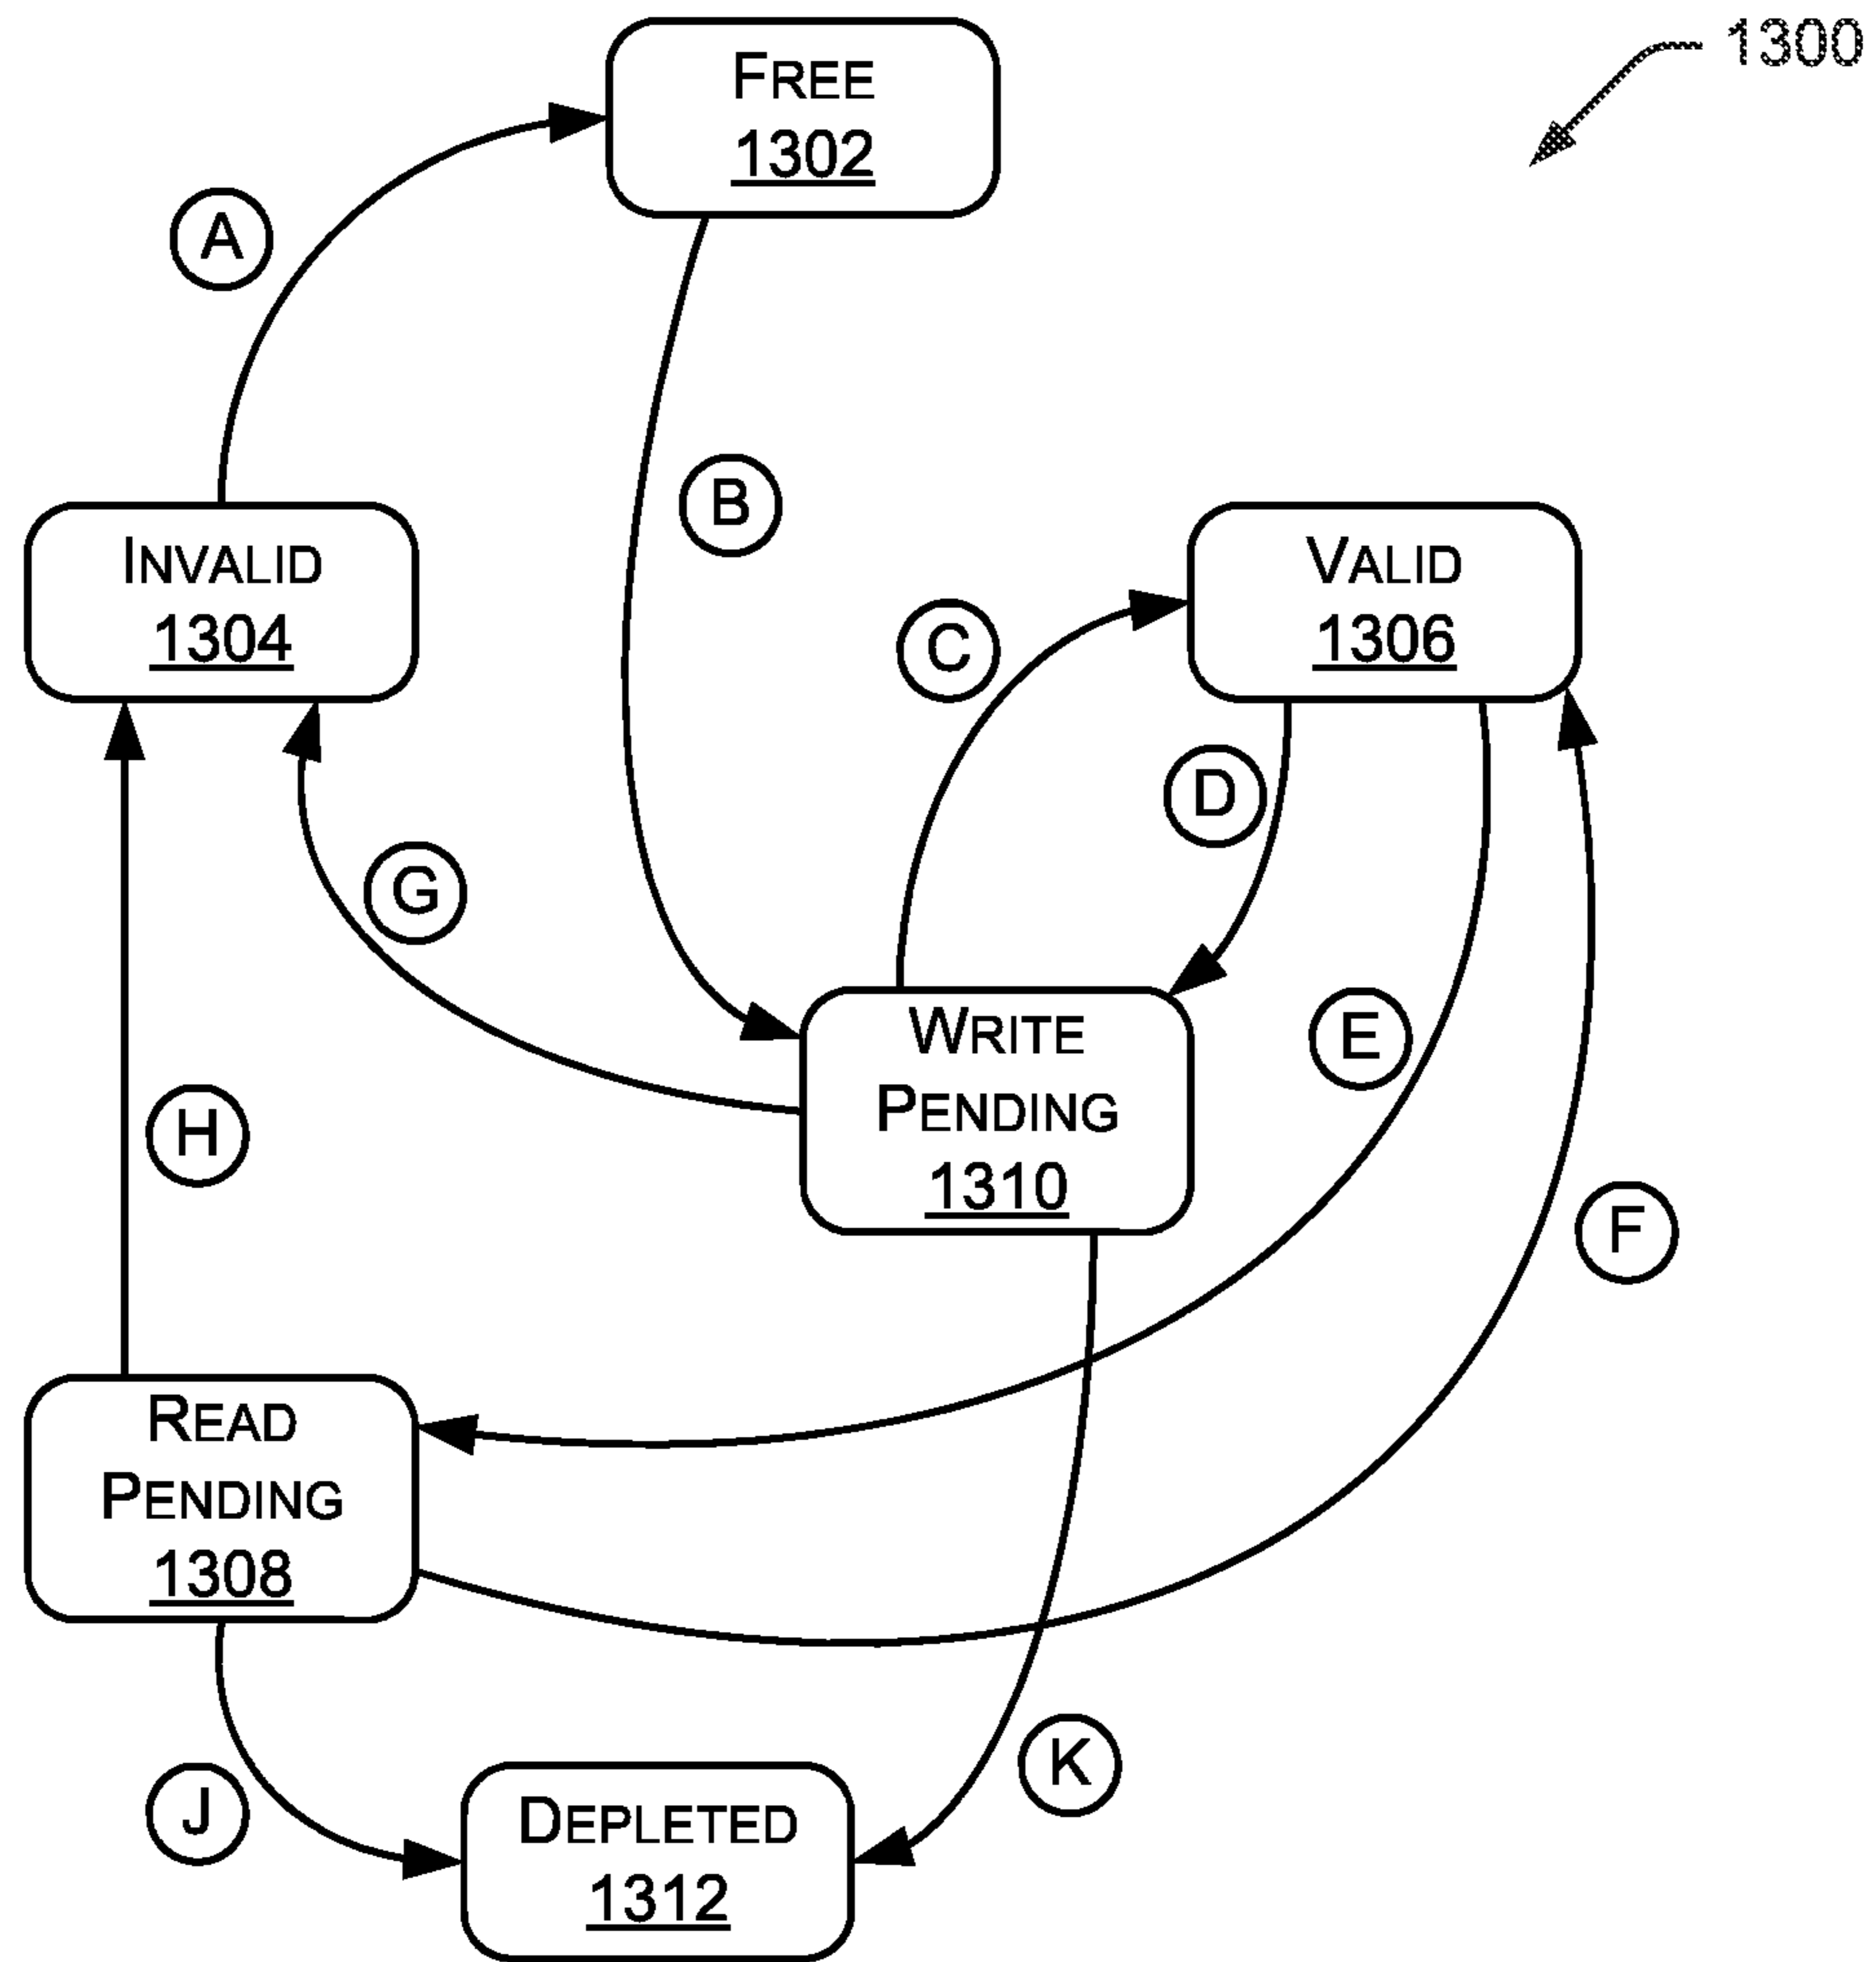 1300
FREE
1302
A
B
INVALID
1304
VALID
1306
C
D
G
WRITE
PENDING
1310
E
H
F
READ
PENDING
1308
K
J
DEPLETED
1312